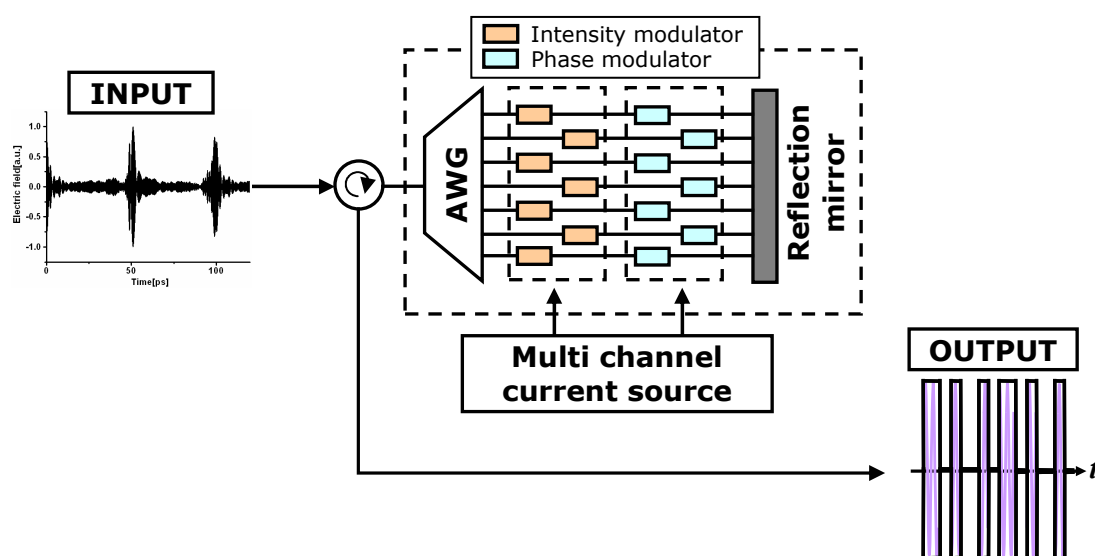 Intensity modulator
Phase modulator
INPUT
Electric field[a.u.]
1.0
0.5
0.0
-0.5
-1.0
0
50
100
Time[ps]
AWG
Reflection
mirror
Multi channel
current source
OUTPUT
t